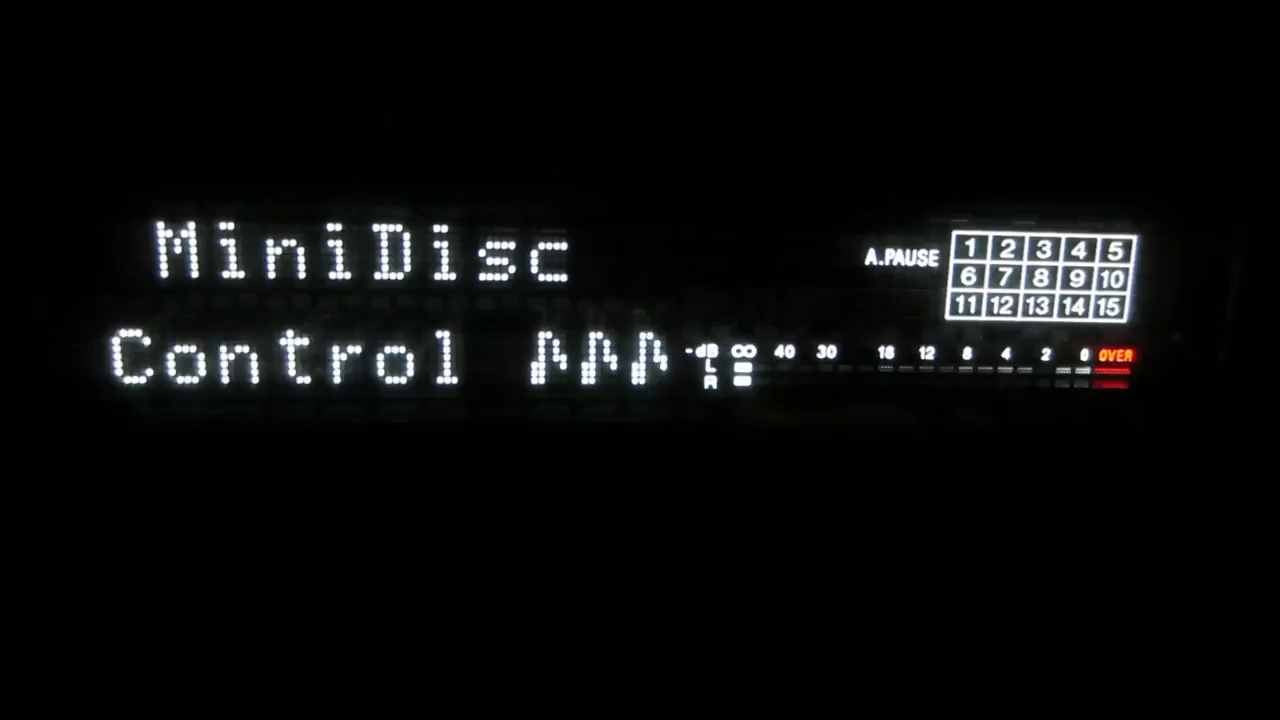 MiniDisc
A.PAUSE
1 2 3 4 5
6 7 8 9 10
11 12 13 14 15
Control ♪♪♪
-dB ∞ 40 30 18 12 8 4 2 0 OVER
L
R